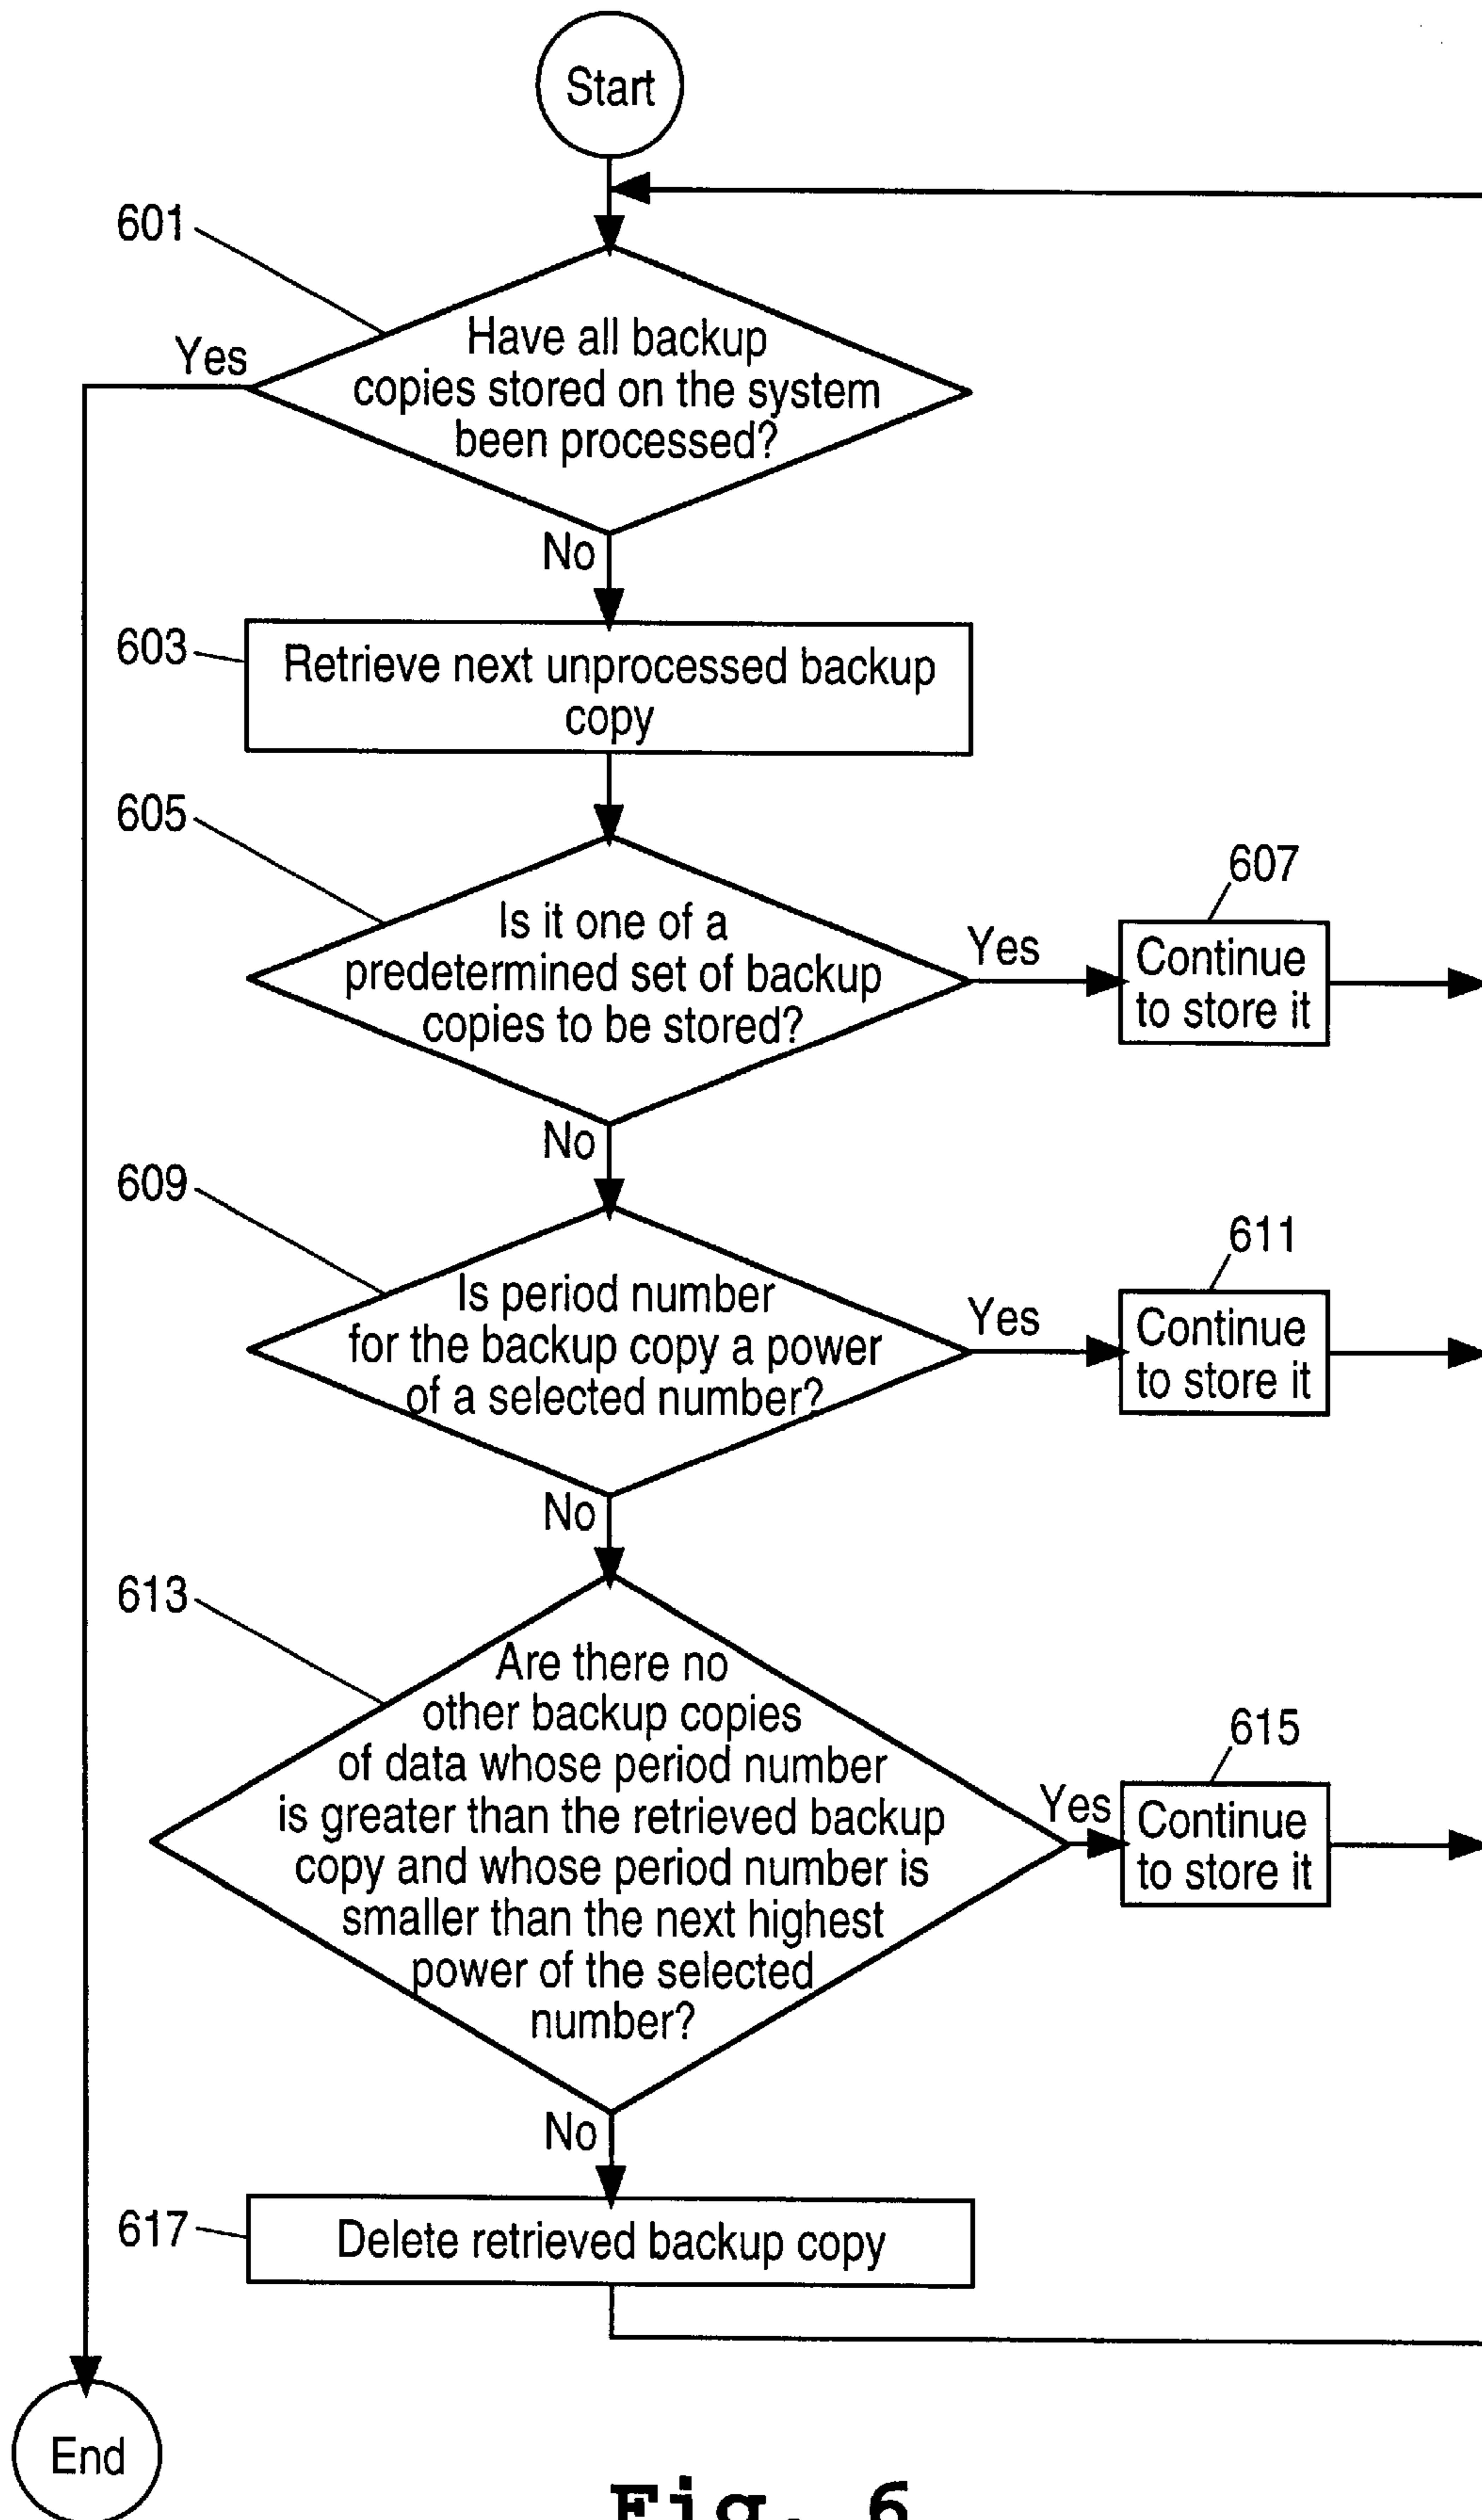 Start
601
Yes
Have all backup
copies stored on the system
been processed?
No
603
Retrieve next unprocessed backup
copy
605
Is it one of a
predetermined set of backup
copies to be stored?
Yes
607
Continue
to store it
No
609
Is period number
for the backup copy a power
of a selected number?
Yes
611
Continue
to store it
No
613
Are there no
other backup copies
of data whose period number
is greater than the retrieved backup
copy and whose period number is
smaller than the next highest
power of the selected
number?
Yes
615
Continue
to store it
No
617
Delete retrieved backup copy
End
Fig. 6